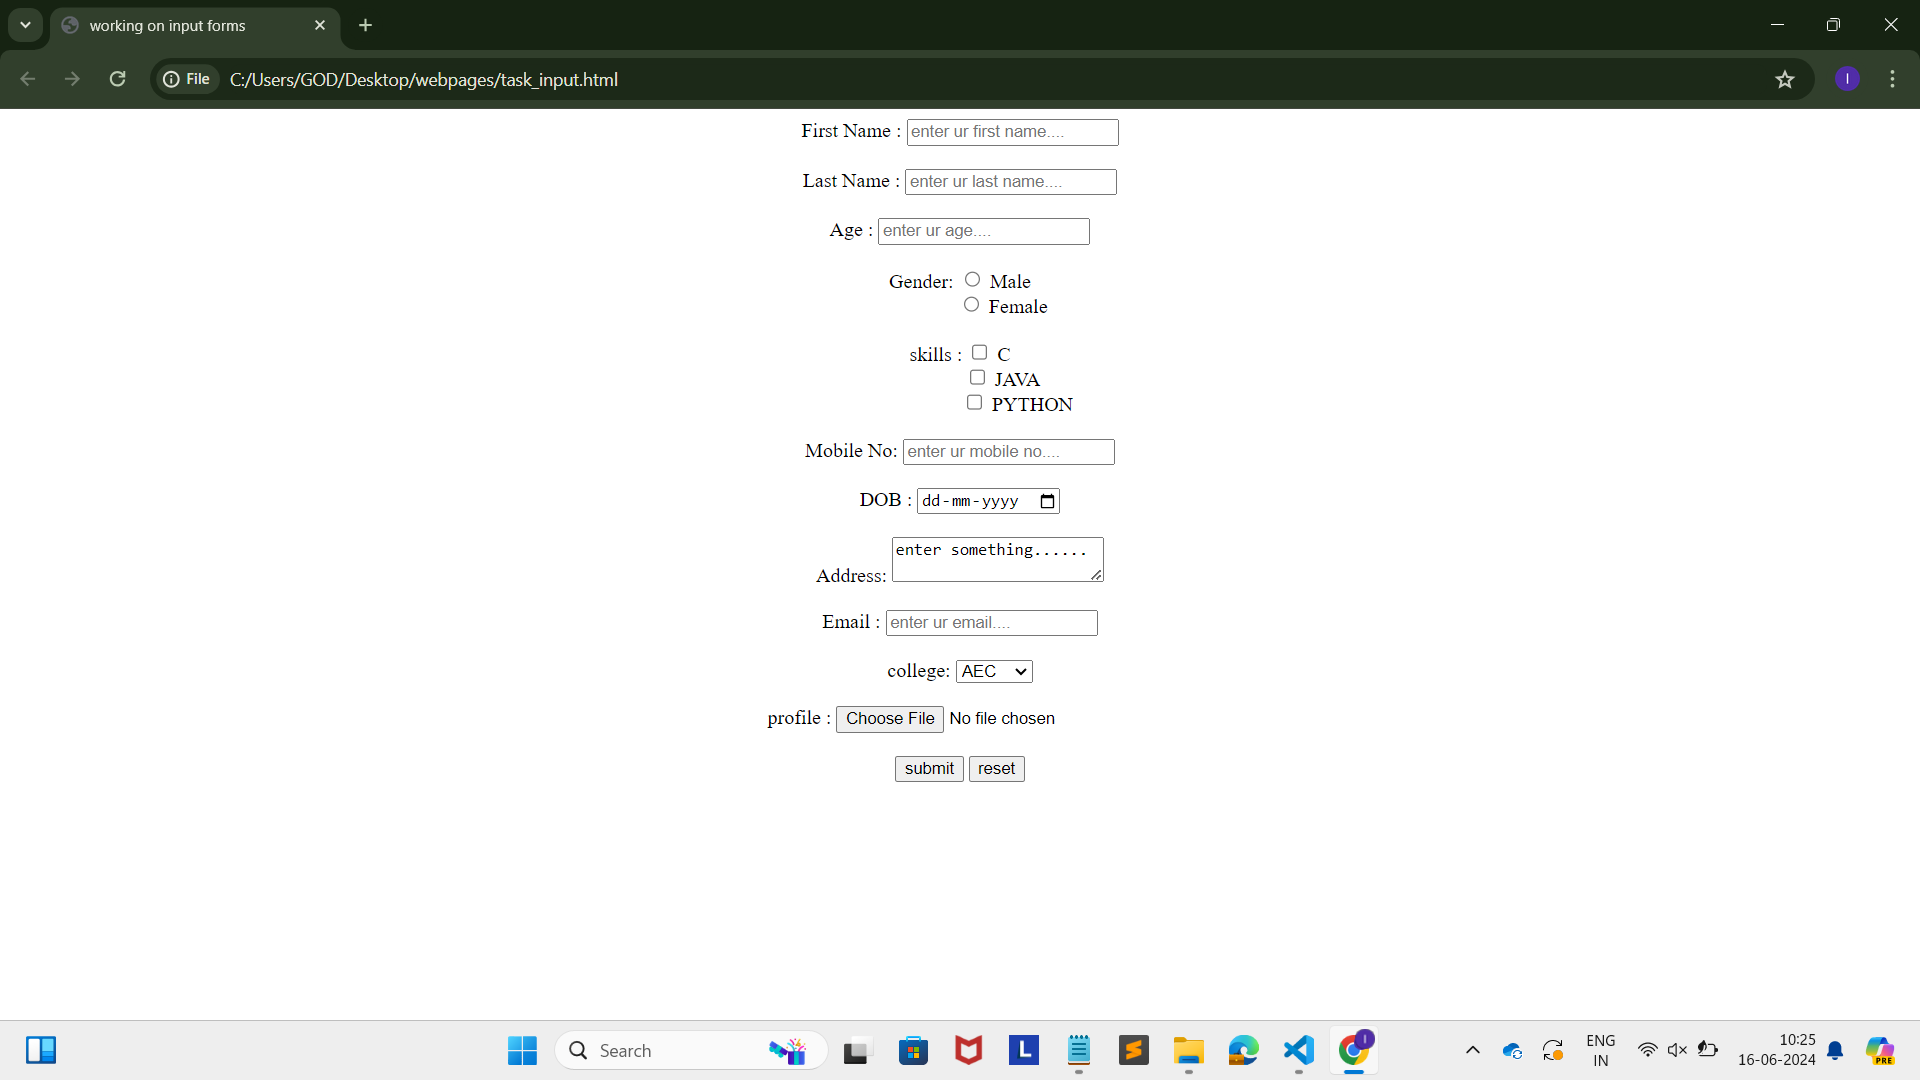 working on input forms
File C:/Users/GOD/Desktop/webpages/task_input.html
I
First Name : enter ur first name....
Last Name : enter ur last name....
Age : enter ur age....
Gender: Male
Female
skills : C
JAVA
PYTHON
Mobile No: enter ur mobile no....
DOB : dd-mm-yyyy
enter something......
Address:
Email : enter ur email....
college: AEC
profile : Choose File No file chosen
submit reset
Search
L
I
ENG
IN
10:25
16-06-2024
PRE